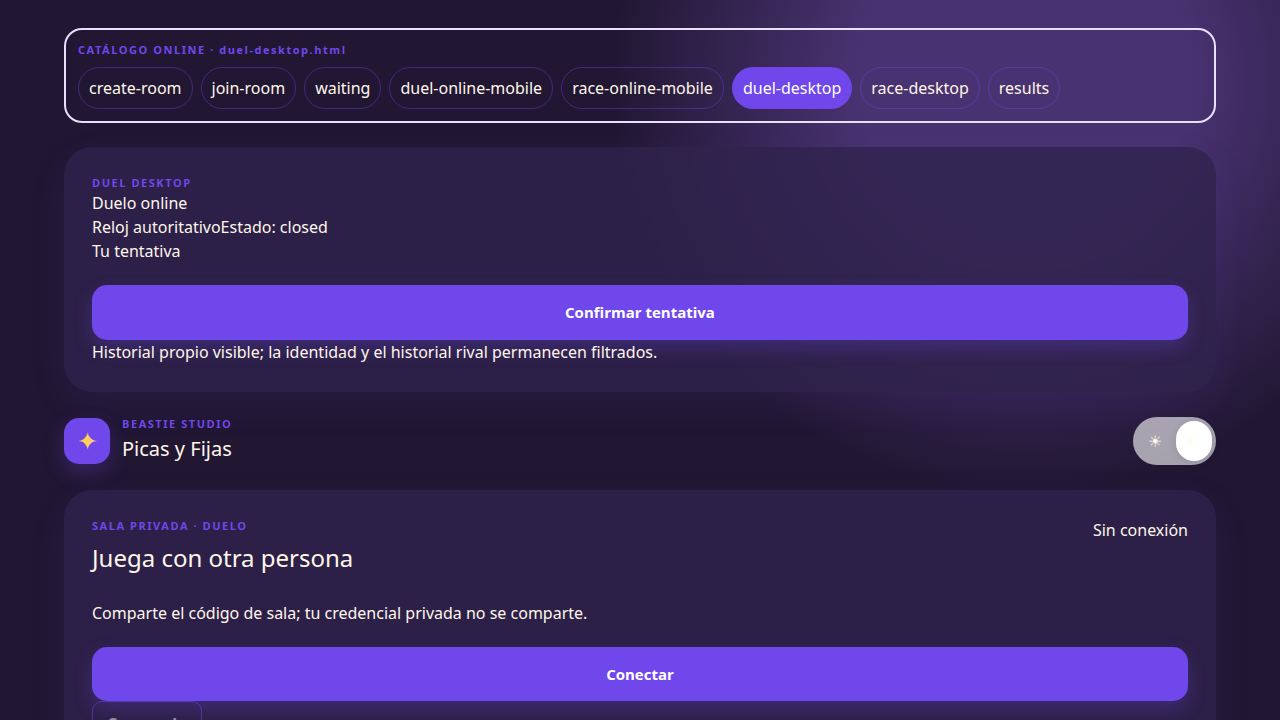 CATÁLOGO ONLINE · duel-desktop.html
create-room join-room waiting duel-online-mobile race-online-mobile duel-desktop race-desktop results
DUEL DESKTOP
Duelo online
Reloj autoritativoEstado: closed
Tu tentativa
Confirmar tentativa
Historial propio visible; la identidad y el historial rival permanecen filtrados.
BEASTIE STUDIO
Picas y Fijas
SALA PRIVADA · DUELO
Sin conexión
Juega con otra persona
Comparte el código de sala; tu credencial privada no se comparte.
Conectar